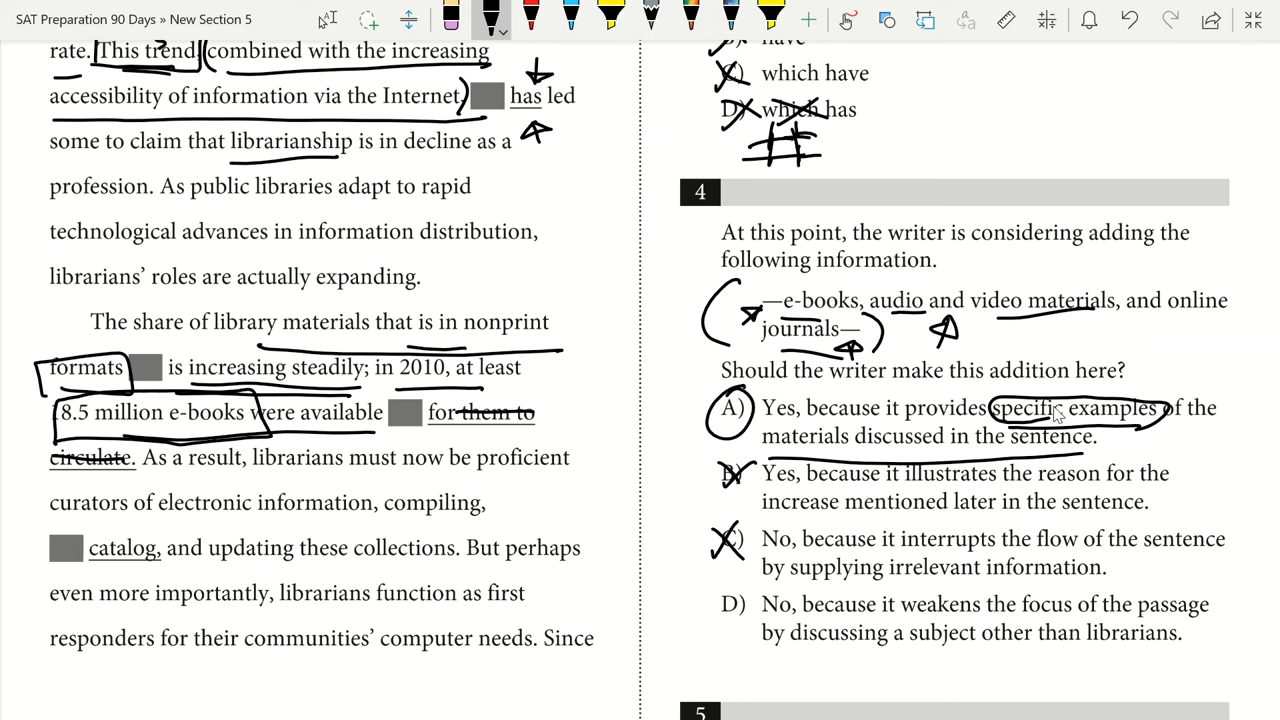 SAT Preparation 90 Days » New Section 5
rate. This trend, combined with the increasing
accessibility of information via the Internet, has led
some to claim that librarianship is in decline as a
profession. As public libraries adapt to rapid
technological advances in information distribution,
librarians’ roles are actually expanding.
The share of library materials that is in nonprint
formats is increasing steadily; in 2010, at least
18.5 million e-books were available for them to
circulate. As a result, librarians must now be proficient
curators of electronic information, compiling,
catalog, and updating these collections. But perhaps
even more importantly, librarians function as first
responders for their communities’ computer needs. Since
B) have
C) which have
D) which has
4
At this point, the writer is considering adding the
following information.
—e-books, audio and video materials, and online
journals—
Should the writer make this addition here?
A) Yes, because it provides specific examples of the
materials discussed in the sentence.
B) Yes, because it illustrates the reason for the
increase mentioned later in the sentence.
C) No, because it interrupts the flow of the sentence
by supplying irrelevant information.
D) No, because it weakens the focus of the passage
by discussing a subject other than librarians.
5